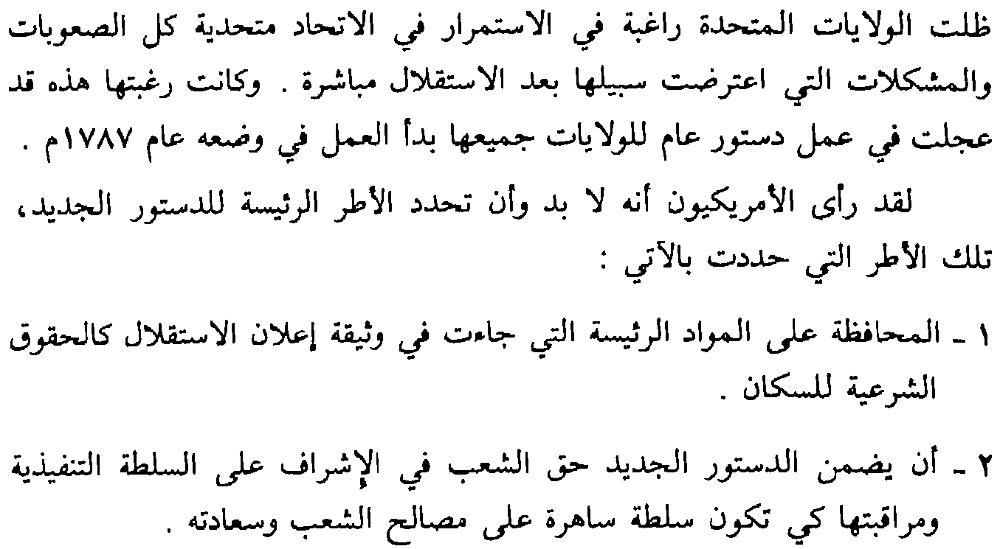 ظلت الولايات المتحدة راغبة في الاستمرار في الاتحاد متحدية كل الصعوبات
والمشكلات التي اعترضت سبيلها بعد الاستقلال مباشرة . وكانت رغبتها هذه قد
عجلت في عمل دستور عام للولايات جميعها بدأ العمل في وضعه عام ١٧٨٧م .
لقد رأى الأمريكيون أنه لا بد وأن تحدد الأطر الرئيسة للدستور الجديد،
تلك الأطر التي حددت بالآتي :
١ ـ المحافظة على المواد الرئيسة التي جاءت في وثيقة إعلان الاستقلال كالحقوق
الشرعية للسكان .
٢ ـ أن يضمن الدستور الجديد حق الشعب في الإشراف على السلطة التنفيذية
ومراقبتها كي تكون سلطة ساهرة على مصالح الشعب وسعادته .